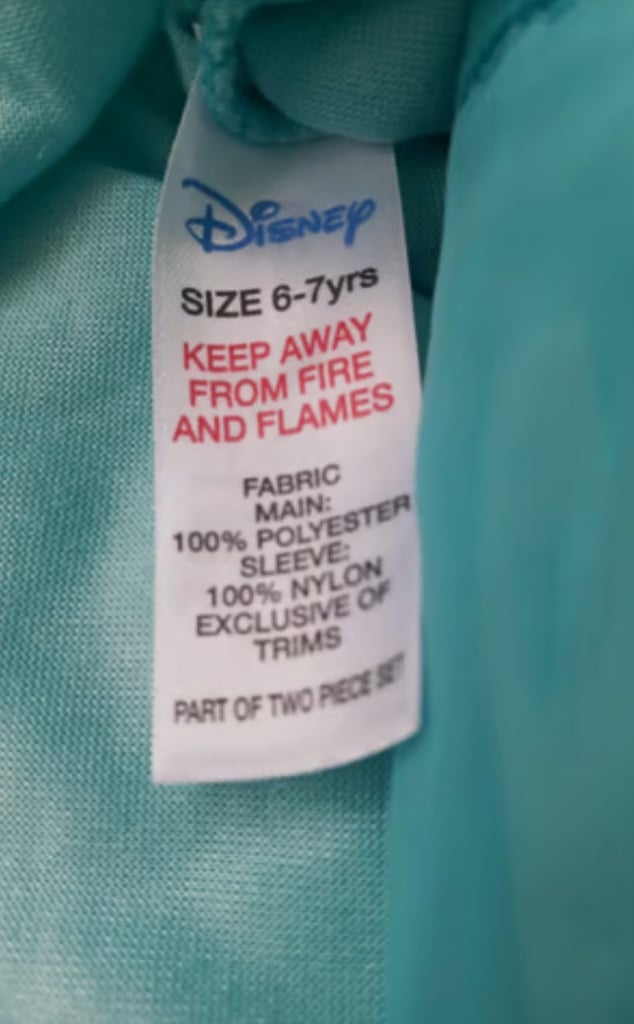 Disney
SIZE 6-7yrs
KEEP AWAY
FROM FIRE
AND FLAMES
FABRIC
MAIN:
100% POLYESTER
SLEEVE:
100% NYLON
EXCLUSIVE OF
TRIMS
PART OF TWO PIECE SET